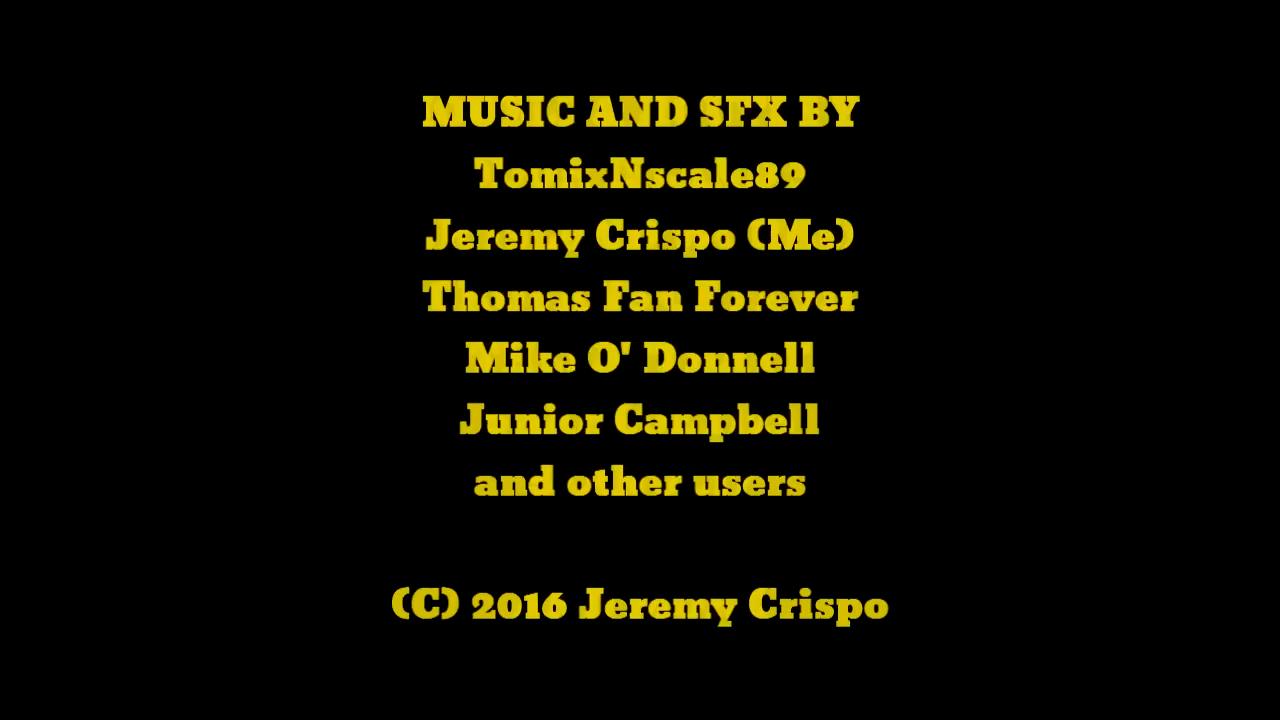 MUSIC AND SFX BY
TomixNscale89
Jeremy Crispo (Me)
Thomas Fan Forever
Mike O' Donnell
Junior Campbell
and other users
(C) 2016 Jeremy Crispo